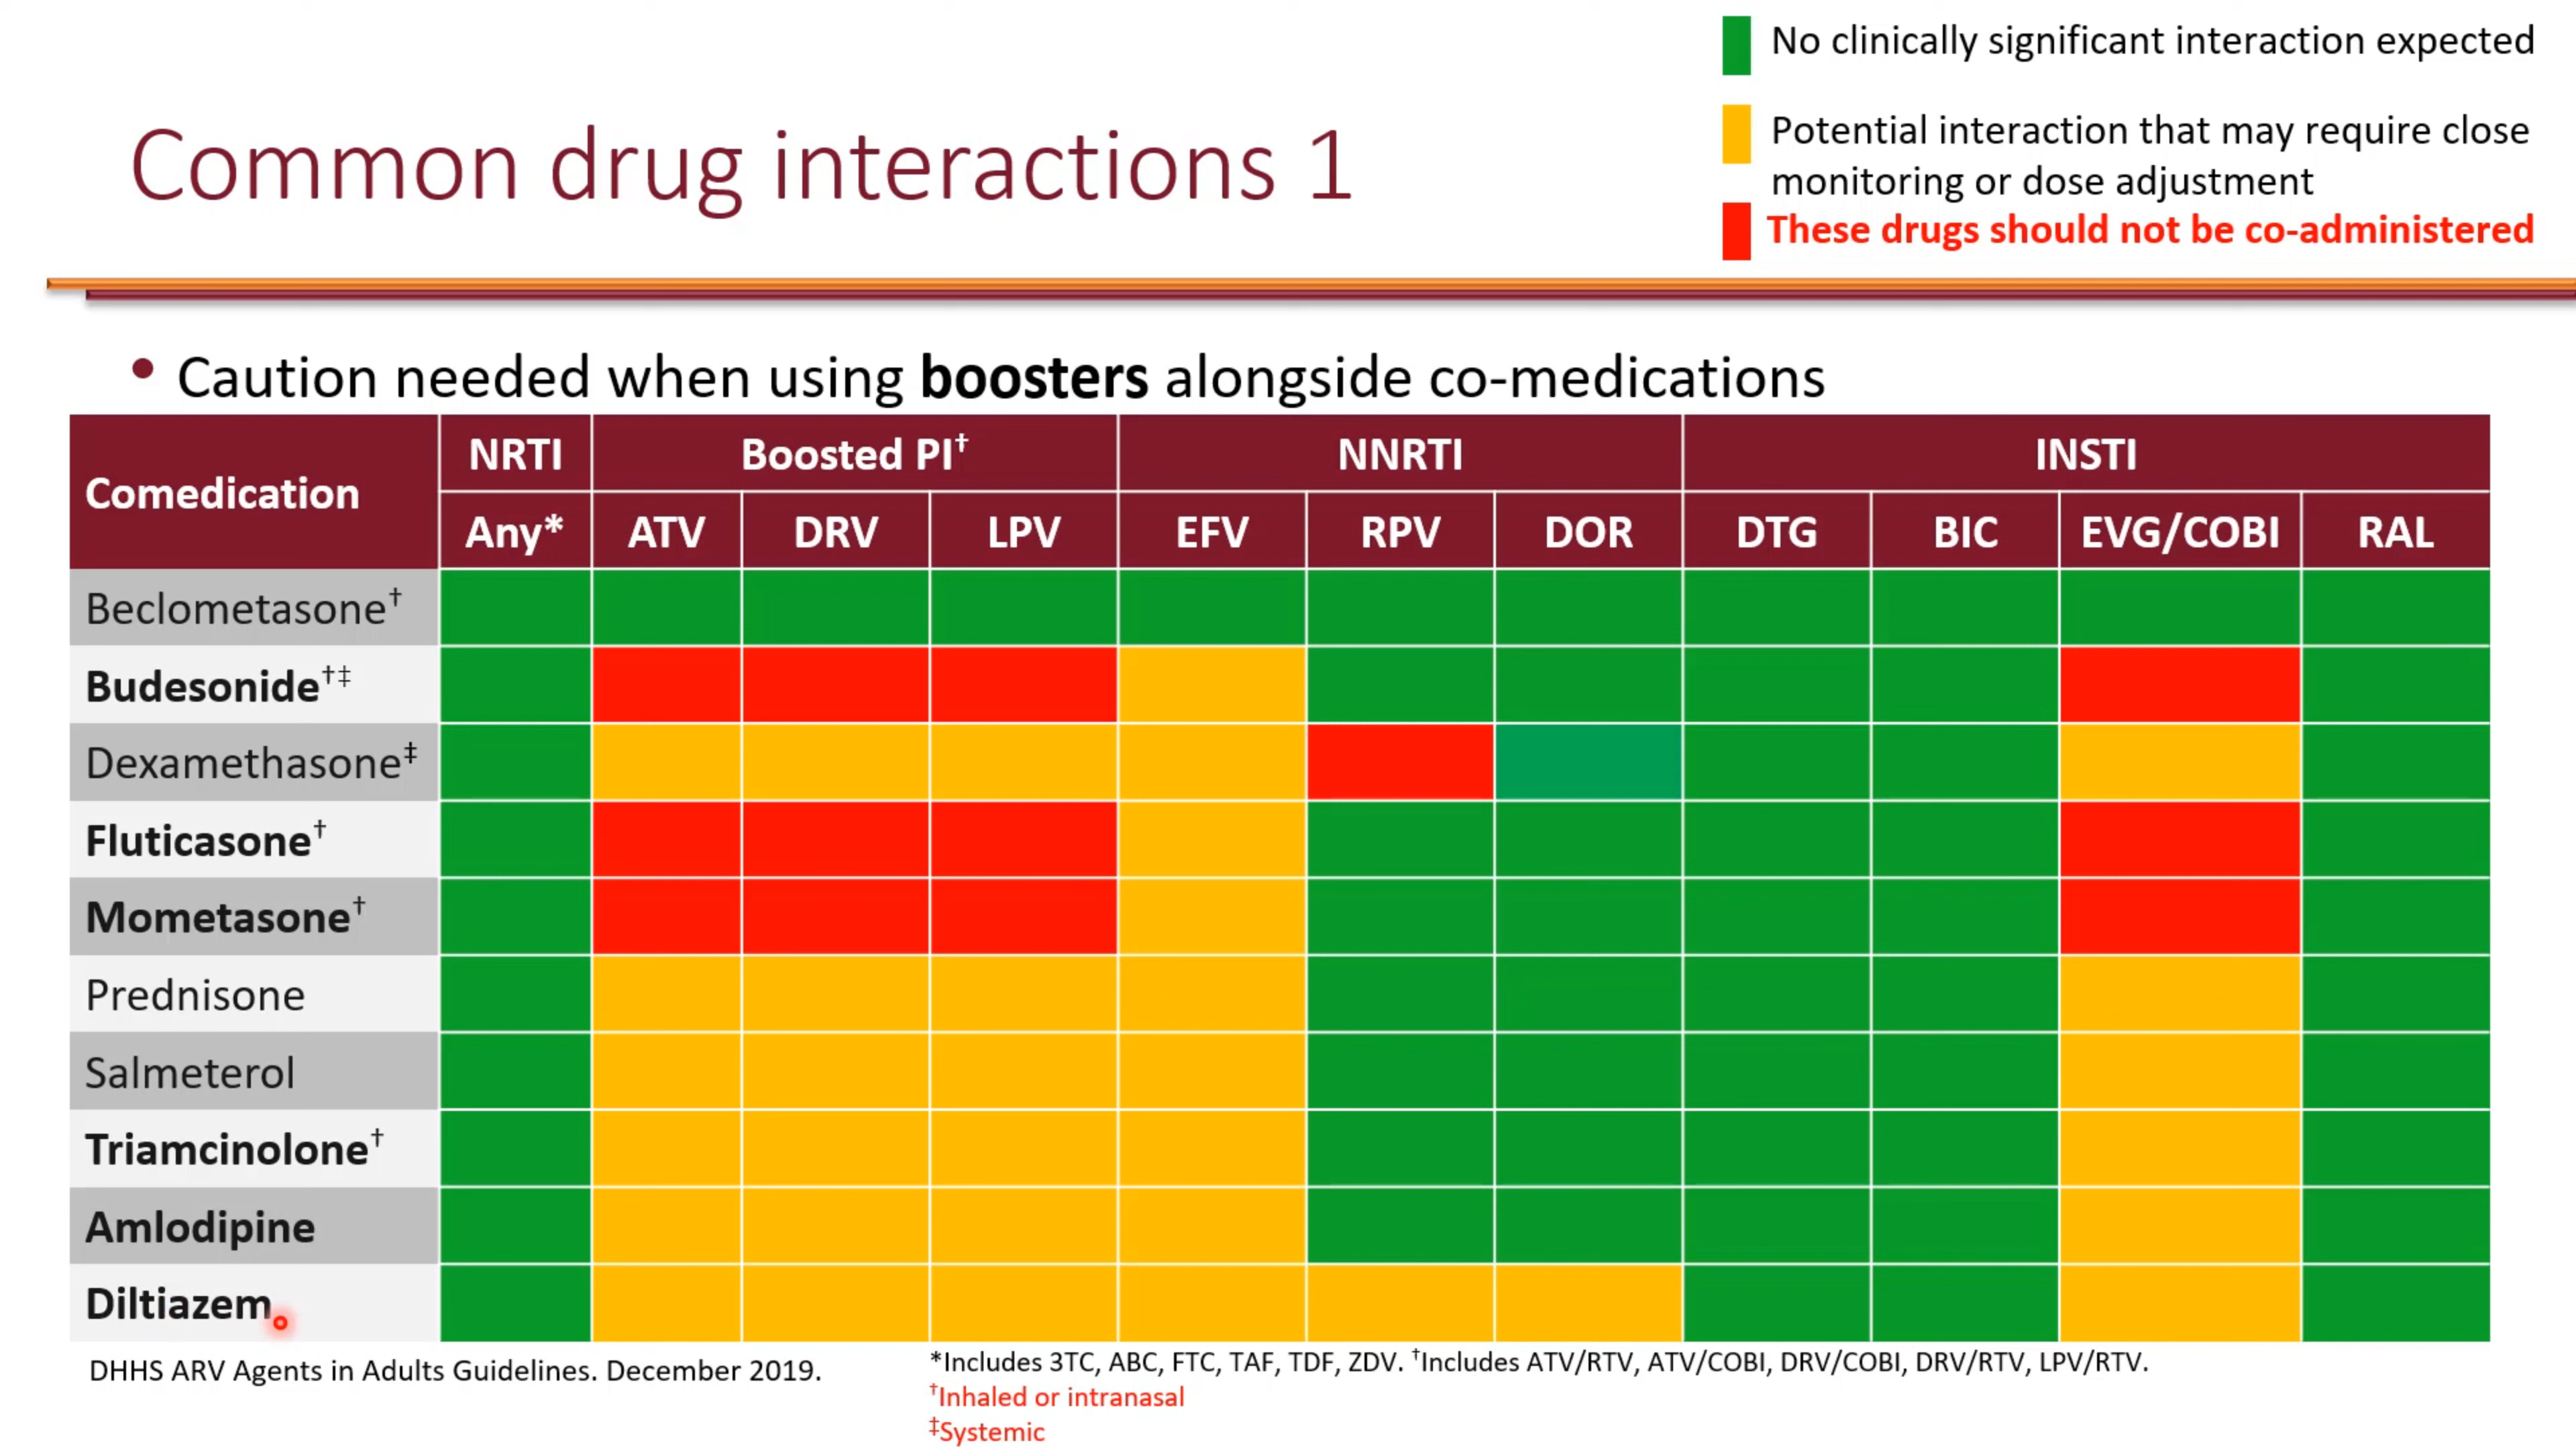 No clinically significant interaction expected
Potential interaction that may require close
monitoring or dose adjustment
These drugs should not be co-administered
Common drug interactions 1
• Caution needed when using boosters alongside co-medications
Comedication NRTI Boosted PI† NNRTI INSTI
Any* ATV DRV LPV EFV RPV DOR DTG BIC EVG/COBI RAL
Beclometasone†
Budesonide†‡
Dexamethasone‡
Fluticasone†
Mometasone†
Prednisone
Salmeterol
Triamcinolone†
Amlodipine
Diltiazem
DHHS ARV Agents in Adults Guidelines. December 2019.
*Includes 3TC, ABC, FTC, TAF, TDF, ZDV. †Includes ATV/RTV, ATV/COBI, DRV/COBI, DRV/RTV, LPV/RTV.
†Inhaled or intranasal
‡Systemic